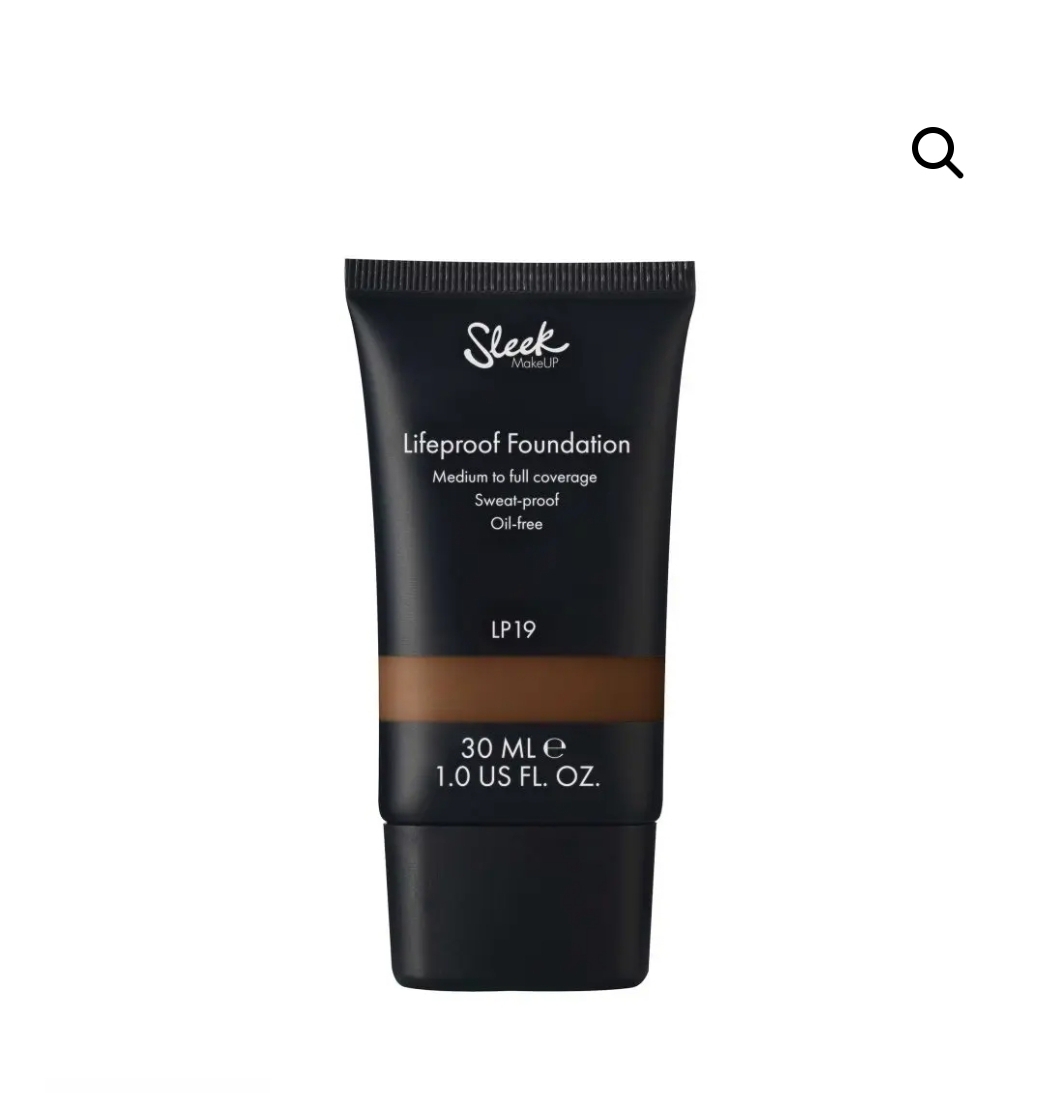 Sleek
MakeUP
Lifeproof Foundation
Medium to full coverage
Sweat-proof
Oil-free
LP19
30 ML ℮
1.0 US FL. OZ.